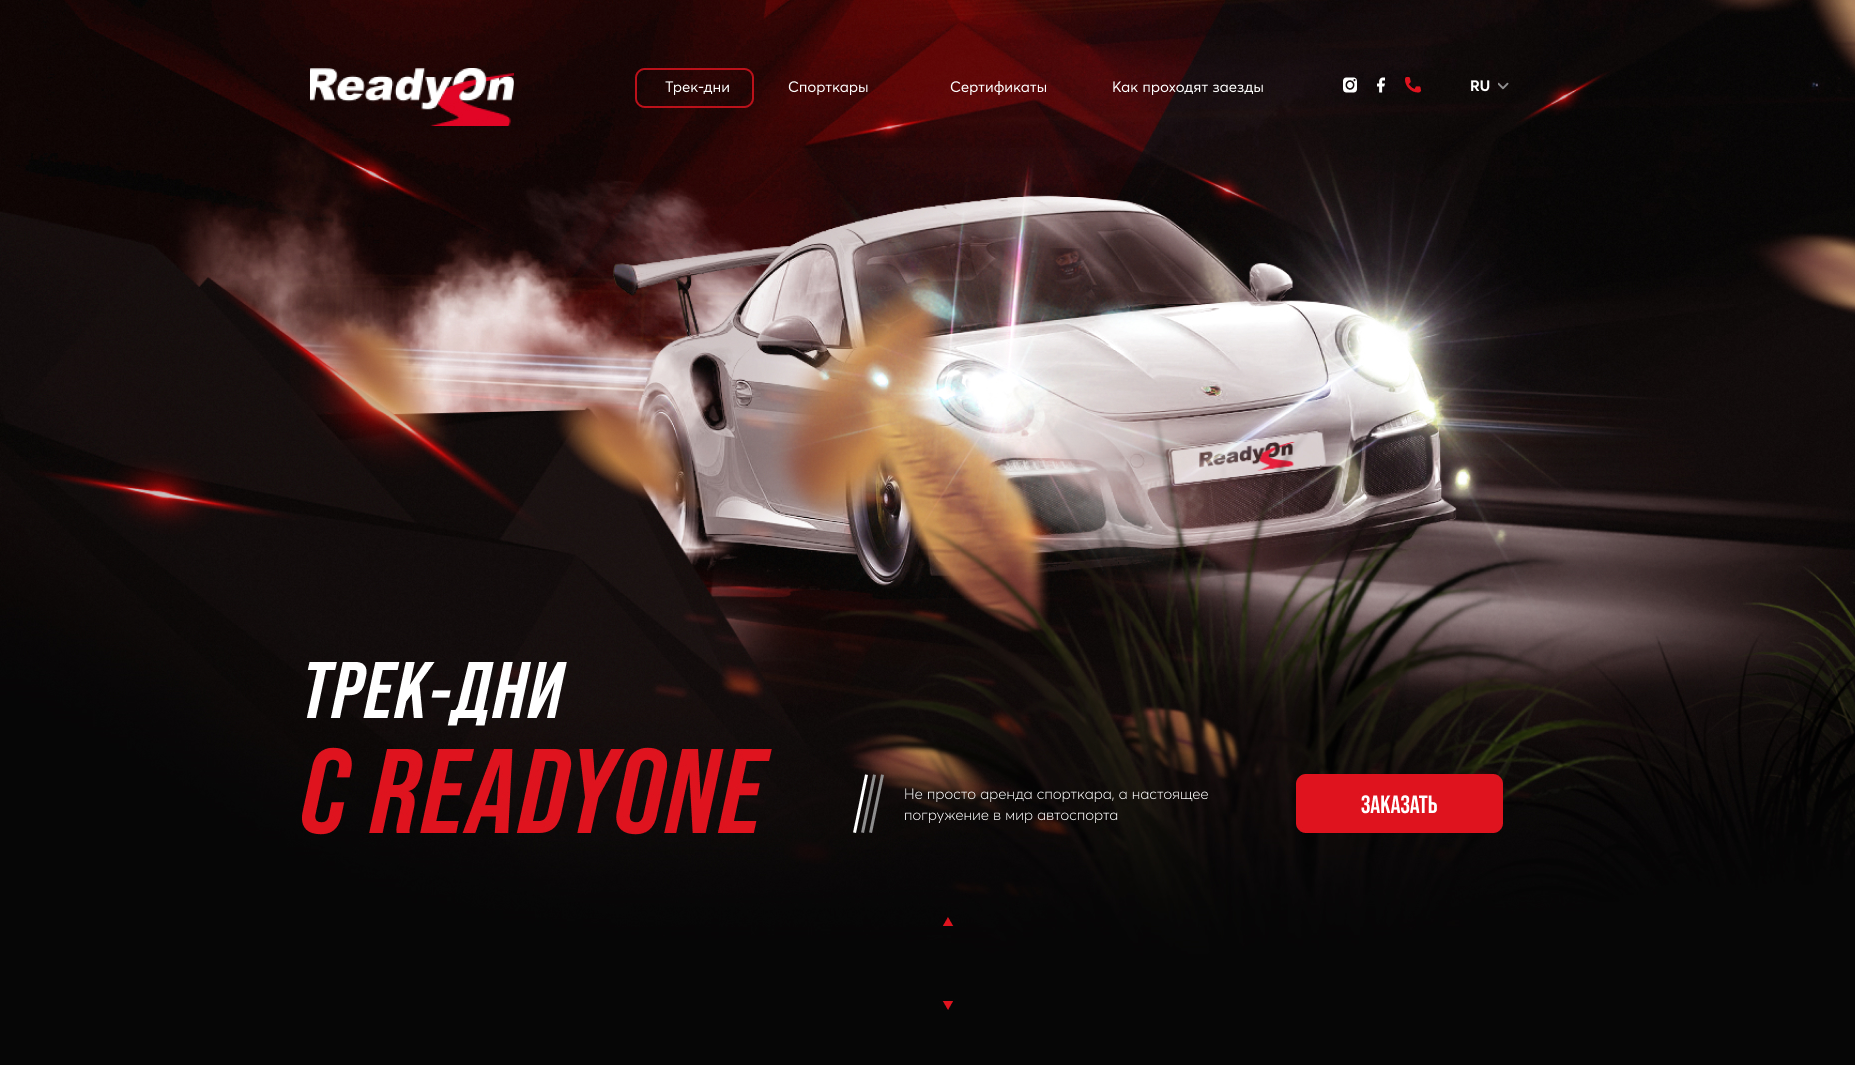 ReadyOn
Трек-дни
Спорткары
Сертификаты
Как проходят заезды
RU
ReadyOn
ТРЕК-ДНИ
С READYONE
Не просто аренда спорткара, а настоящее
погружение в мир автоспорта
ЗАКАЗАТЬ